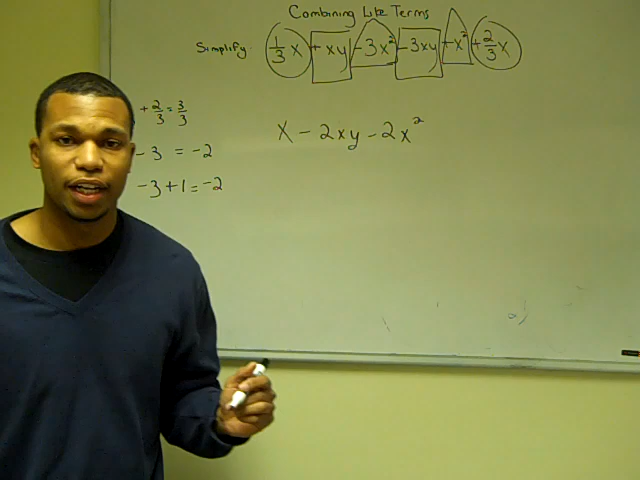 Combining Like Terms
Simplify: 1/3 x + xy - 3x² - 3xy + x² + 2/3 x
+ 2/3 = 3/3
x - 2xy - 2x²
- 3 = -2
-3 + 1 = -2